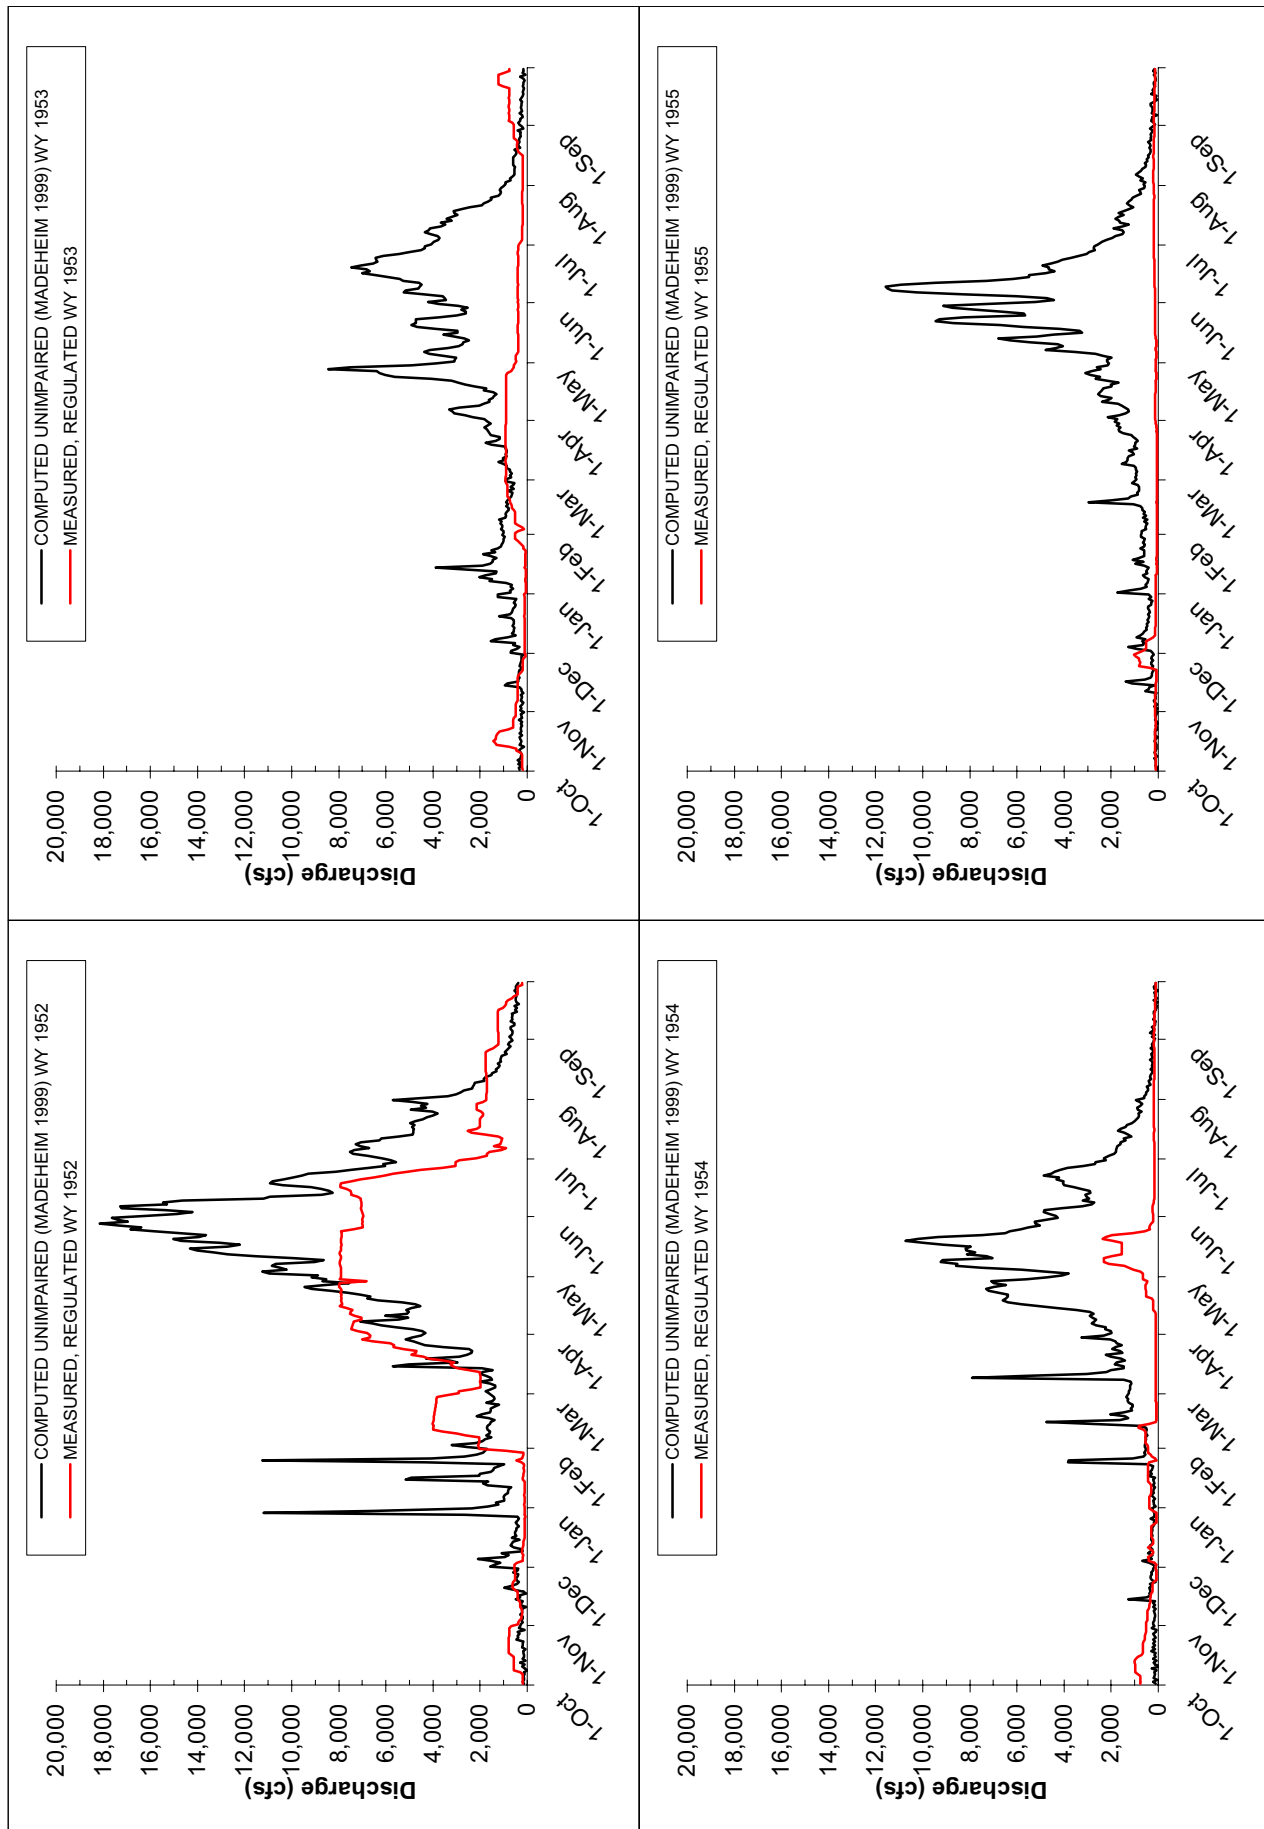 COMPUTED UNIMPAIRED (MADEHEIM 1999) WY 1952
MEASURED, REGULATED WY 1952
20,000
18,000
16,000
14,000
12,000
10,000
8,000
6,000
4,000
2,000
0
Discharge (cfs)
1-Oct
1-Nov
1-Dec
1-Jan
1-Feb
1-Mar
1-Apr
1-May
1-Jun
1-Jul
1-Aug
1-Sep
COMPUTED UNIMPAIRED (MADEHEIM 1999) WY 1953
MEASURED, REGULATED WY 1953
20,000
18,000
16,000
14,000
12,000
10,000
8,000
6,000
4,000
2,000
0
Discharge (cfs)
1-Oct
1-Nov
1-Dec
1-Jan
1-Feb
1-Mar
1-Apr
1-May
1-Jun
1-Jul
1-Aug
1-Sep
COMPUTED UNIMPAIRED (MADEHEIM 1999) WY 1954
MEASURED, REGULATED WY 1954
20,000
18,000
16,000
14,000
12,000
10,000
8,000
6,000
4,000
2,000
0
Discharge (cfs)
1-Oct
1-Nov
1-Dec
1-Jan
1-Feb
1-Mar
1-Apr
1-May
1-Jun
1-Jul
1-Aug
1-Sep
COMPUTED UNIMPAIRED (MADEHEIM 1999) WY 1955
MEASURED, REGULATED WY 1955
20,000
18,000
16,000
14,000
12,000
10,000
8,000
6,000
4,000
2,000
0
Discharge (cfs)
1-Oct
1-Nov
1-Dec
1-Jan
1-Feb
1-Mar
1-Apr
1-May
1-Jun
1-Jul
1-Aug
1-Sep